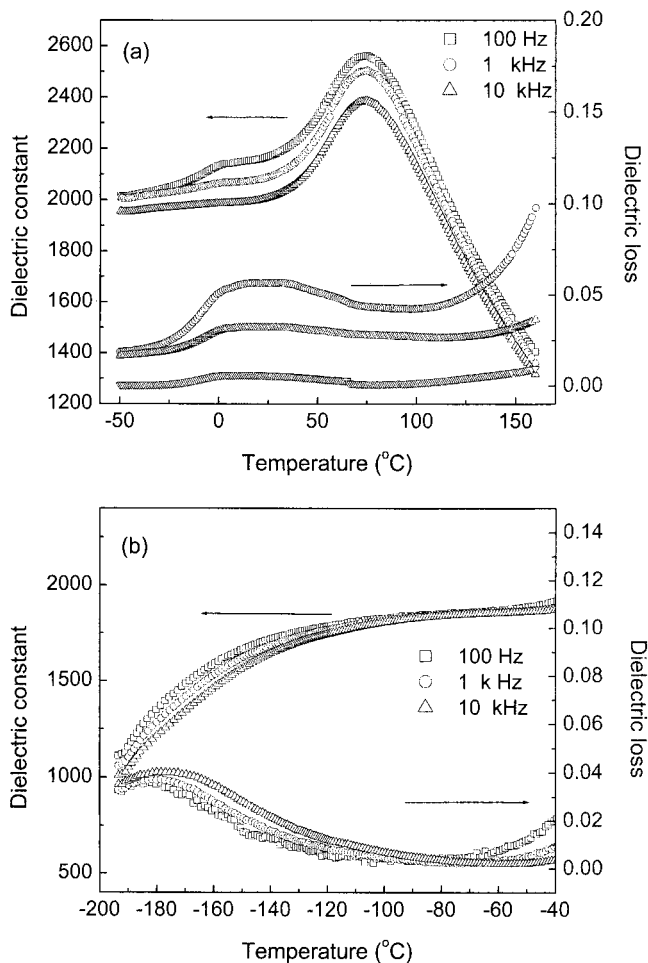 (a)
□ 100 Hz
○ 1 kHz
△ 10 kHz
2600
2400
2200
2000
1800
1600
1400
1200
Dielectric constant
0.20
0.15
0.10
0.05
0.00
Dielectric loss
-50 0 50 100 150
Temperature (°C)
(b)
□ 100 Hz
○ 1 k Hz
△ 10 kHz
2000
1500
1000
500
Dielectric constant
0.14
0.12
0.10
0.08
0.06
0.04
0.02
0.00
Dielectric loss
-200 -180 -160 -140 -120 -100 -80 -60 -40
Temperature (°C)